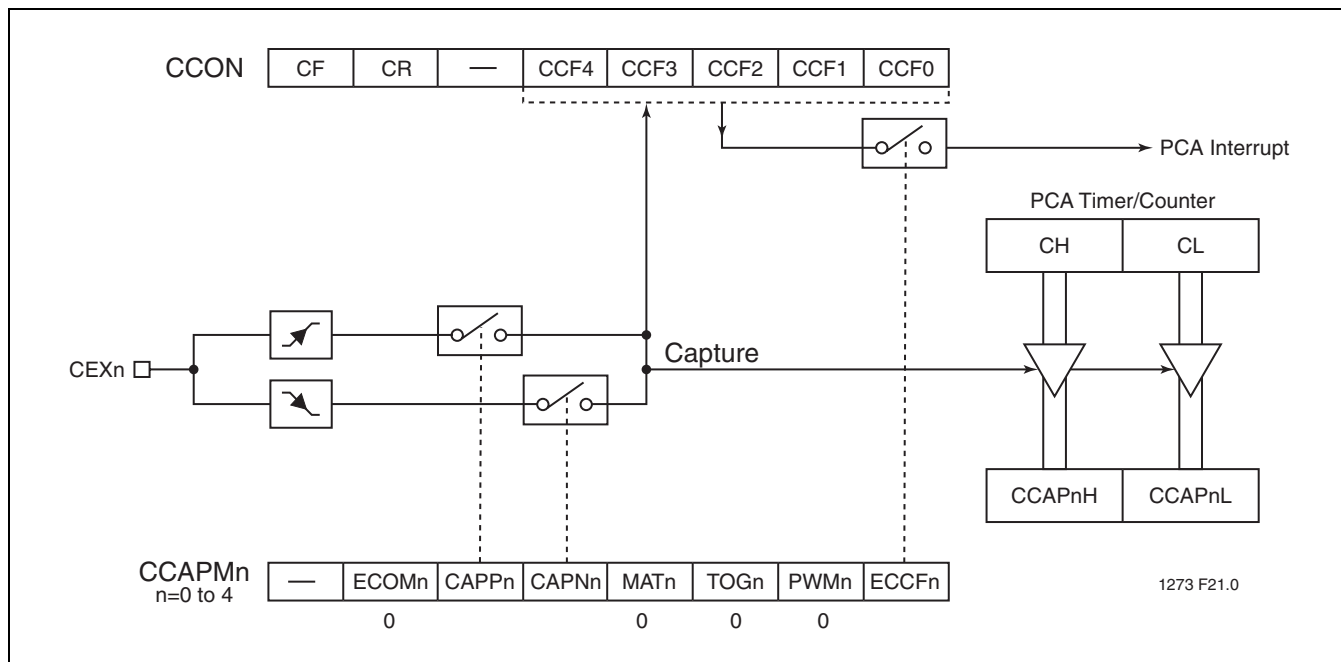 CCON CF CR — CCF4 CCF3 CCF2 CCF1 CCF0
PCA Interrupt
PCA Timer/Counter
CH CL
CEXn
Capture
CCAPnH CCAPnL
CCAPMn — ECOMn CAPPn CAPNn MATn TOGn PWMn ECCFn
n=0 to 4
0 0 0 0
1273 F21.0